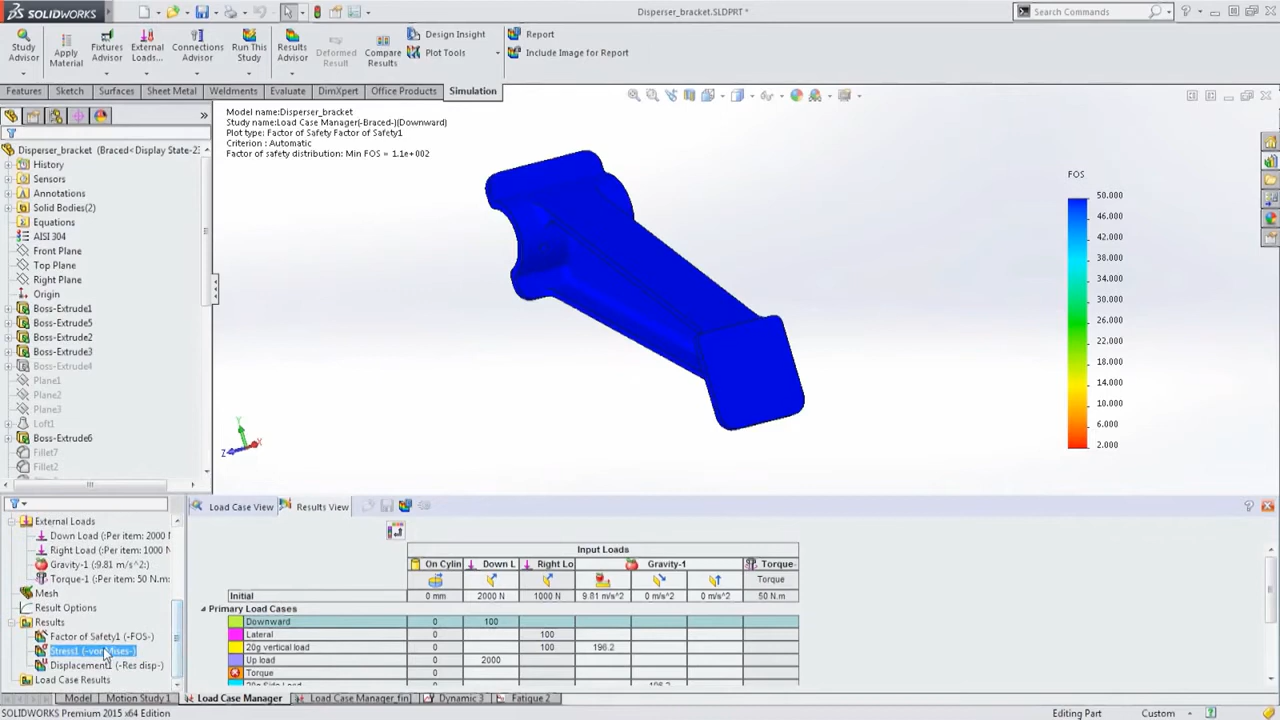 SOLIDWORKS
Disperser_bracket.SLDPRT *
Search Commands
Study Advisor
Apply Material
Fixtures Advisor
External Loads...
Connections Advisor
Run This Study
Results Advisor
Deformed Result
Compare Results
Design Insight
Plot Tools
Report
Include Image for Report
Features Sketch Surfaces Sheet Metal Weldments Evaluate DimXpert Office Products Simulation
Model name:Disperser_bracket
Study name:Load Case Manager(-Braced-)(Downward)
Plot type: Factor of Safety Factor of Safety1
Criterion : Automatic
Factor of safety distribution: Min FOS = 1.1e+002
Disperser_bracket (Braced<Display State-2
History
Sensors
Annotations
Solid Bodies(2)
Equations
AISI 304
Front Plane
Top Plane
Right Plane
Origin
Boss-Extrude1
Boss-Extrude5
Boss-Extrude2
Boss-Extrude3
Boss-Extrude4
Plane1
Plane2
Plane3
Loft1
Boss-Extrude6
Fillet7
Fillet2
FOS
50.000
46.000
42.000
38.000
34.000
30.000
26.000
22.000
18.000
14.000
10.000
6.000
2.000
Y
Z X
External Loads
Down Load (:Per item: 2000 N
Right Load (:Per item: 1000 N
Gravity-1 (:9.81 m/s^2:)
Torque-1 (:Per item: 50 N.m:
Mesh
Result Options
Results
Factor of Safety1 (-FOS-)
Stress1 (-vonMises-)
Displacement1 (-Res disp-)
Load Case Results
Load Case View Results View
Input Loads
On Cylin Down L Right Lo Gravity-1 Torque-
Torque
Initial 0 mm 2000 N 1000 N 9.81 m/s^2 0 m/s^2 0 m/s^2 50 N.m
Primary Load Cases
Downward 0 100
Lateral 0 100
20g vertical load 0 196.2
Up load 0 2000
Torque 0
Model Motion Study 1 Load Case Manager Load Case Manager_fin] Dynamic 3 Fatigue 2
SOLIDWORKS Premium 2015 x64 Edition
Editing Part Custom